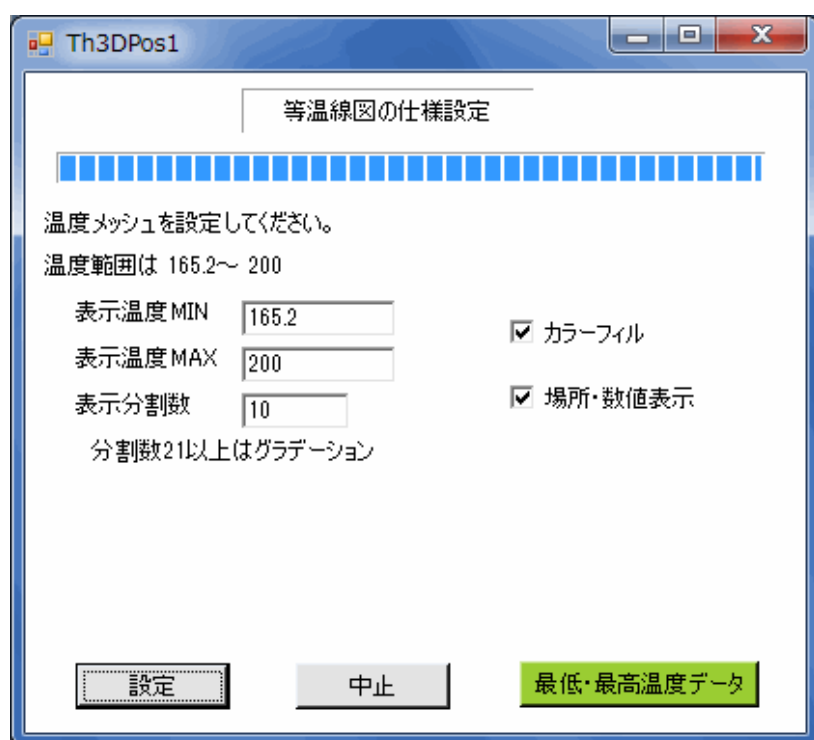 Th3DPos1
等温線図の仕様設定
温度メッシュを設定してください。
温度範囲は 165.2～ 200
表示温度MIN 165.2
カラーフィル
表示温度MAX 200
場所・数値表示
表示分割数 10
分割数21以上はグラデーション
設定 中止 最低・最高温度データ